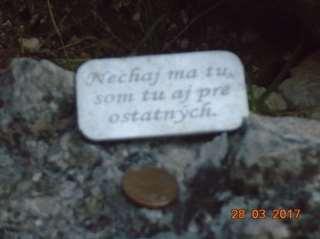 Nechaj ma tu,
som tu aj pre
ostatných.
28 03 2017